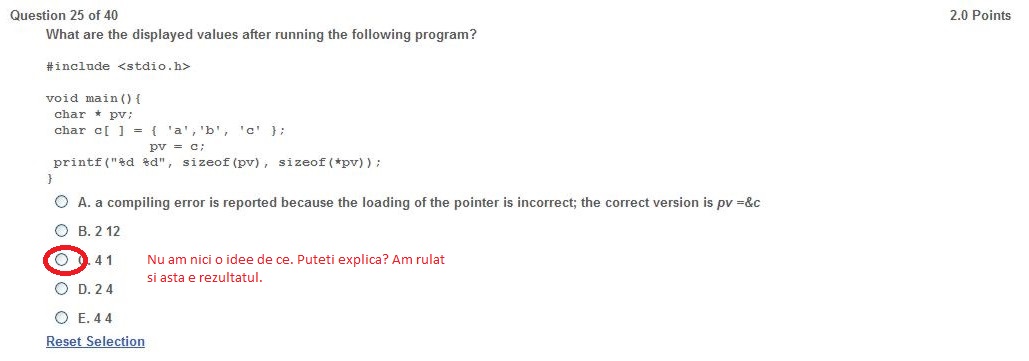 Question 25 of 40 2.0 Points
What are the displayed values after running the following program?
#include <stdio.h>
void main(){
char * pv;
char c[ ] = { 'a','b', 'c' };
pv = c;
printf("%d %d", sizeof(pv), sizeof(*pv));
}
A. a compiling error is reported because the loading of the pointer is incorrect; the correct version is pv =&c
B. 2 12
C. 4 1 Nu am nici o idee de ce. Puteti explica? Am rulat
si asta e rezultatul.
D. 2 4
E. 4 4
Reset Selection